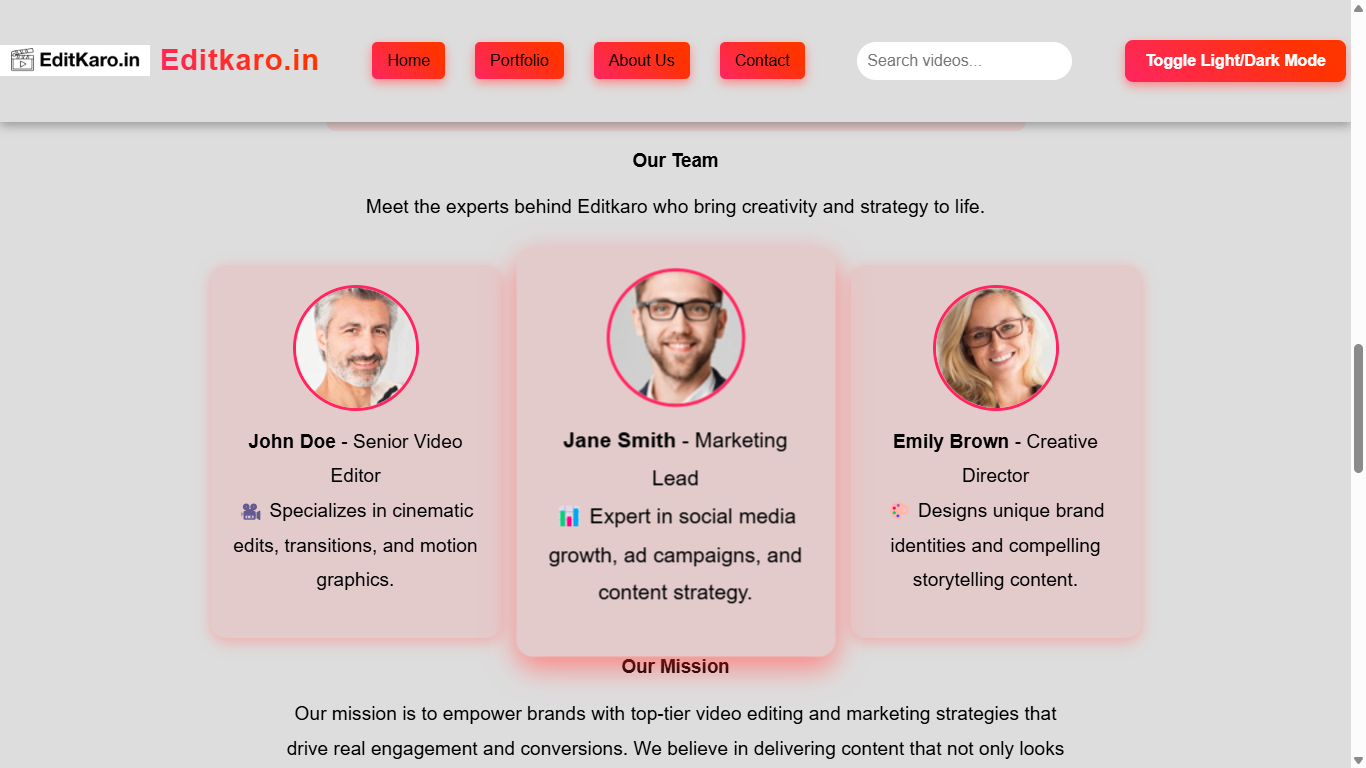 EditKaro.in
Editkaro.in
Home
Portfolio
About Us
Contact
Search videos...
Toggle Light/Dark Mode
Our Team
Meet the experts behind Editkaro who bring creativity and strategy to life.
John Doe - Senior Video
Editor
🎥 Specializes in cinematic
edits, transitions, and motion
graphics.
Jane Smith - Marketing
Lead
📊 Expert in social media
growth, ad campaigns, and
content strategy.
Emily Brown - Creative
Director
🎨 Designs unique brand
identities and compelling
storytelling content.
Our Mission
Our mission is to empower brands with top-tier video editing and marketing strategies that
drive real engagement and conversions. We believe in delivering content that not only looks